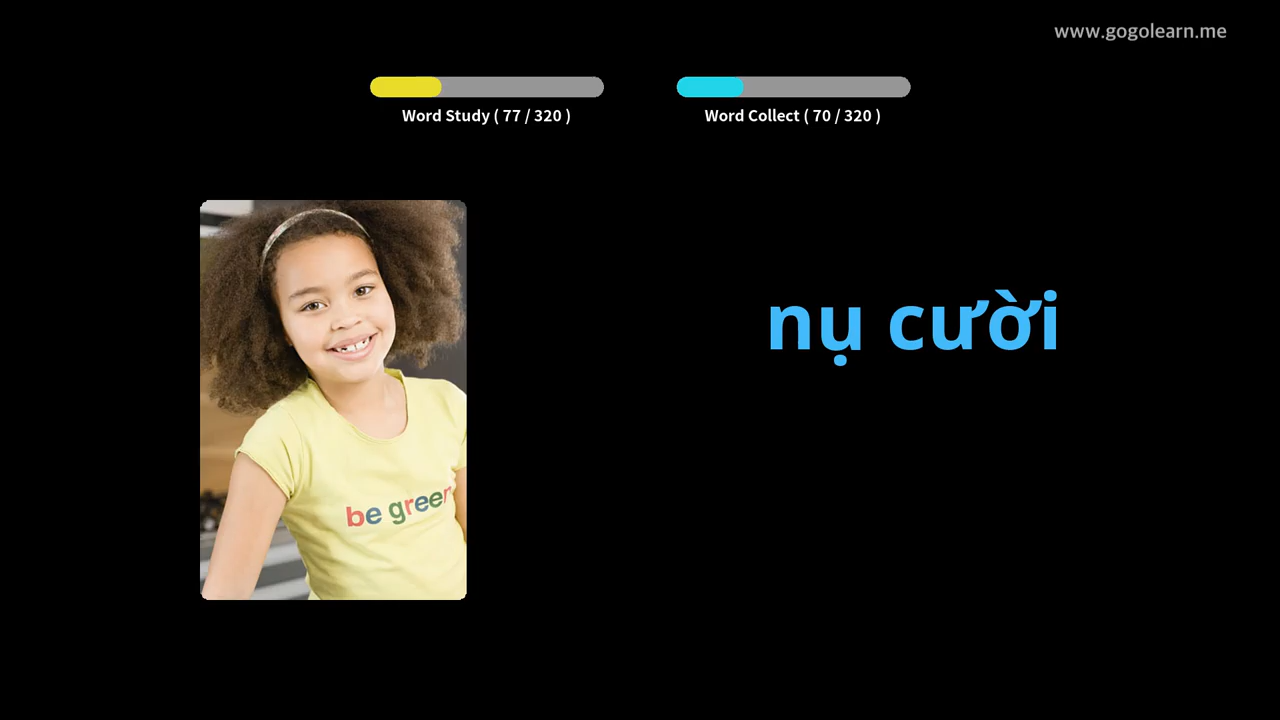 www.gogolearn.me
Word Study ( 77 / 320 )
Word Collect ( 70 / 320 )
nụ cười
be green